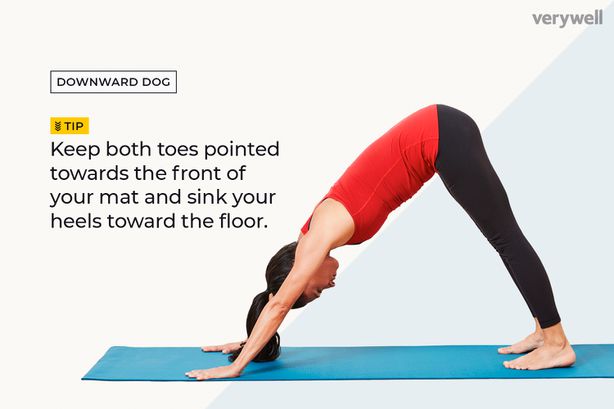 verywell
DOWNWARD DOG
TIP
Keep both toes pointed
towards the front of
your mat and sink your
heels toward the floor.